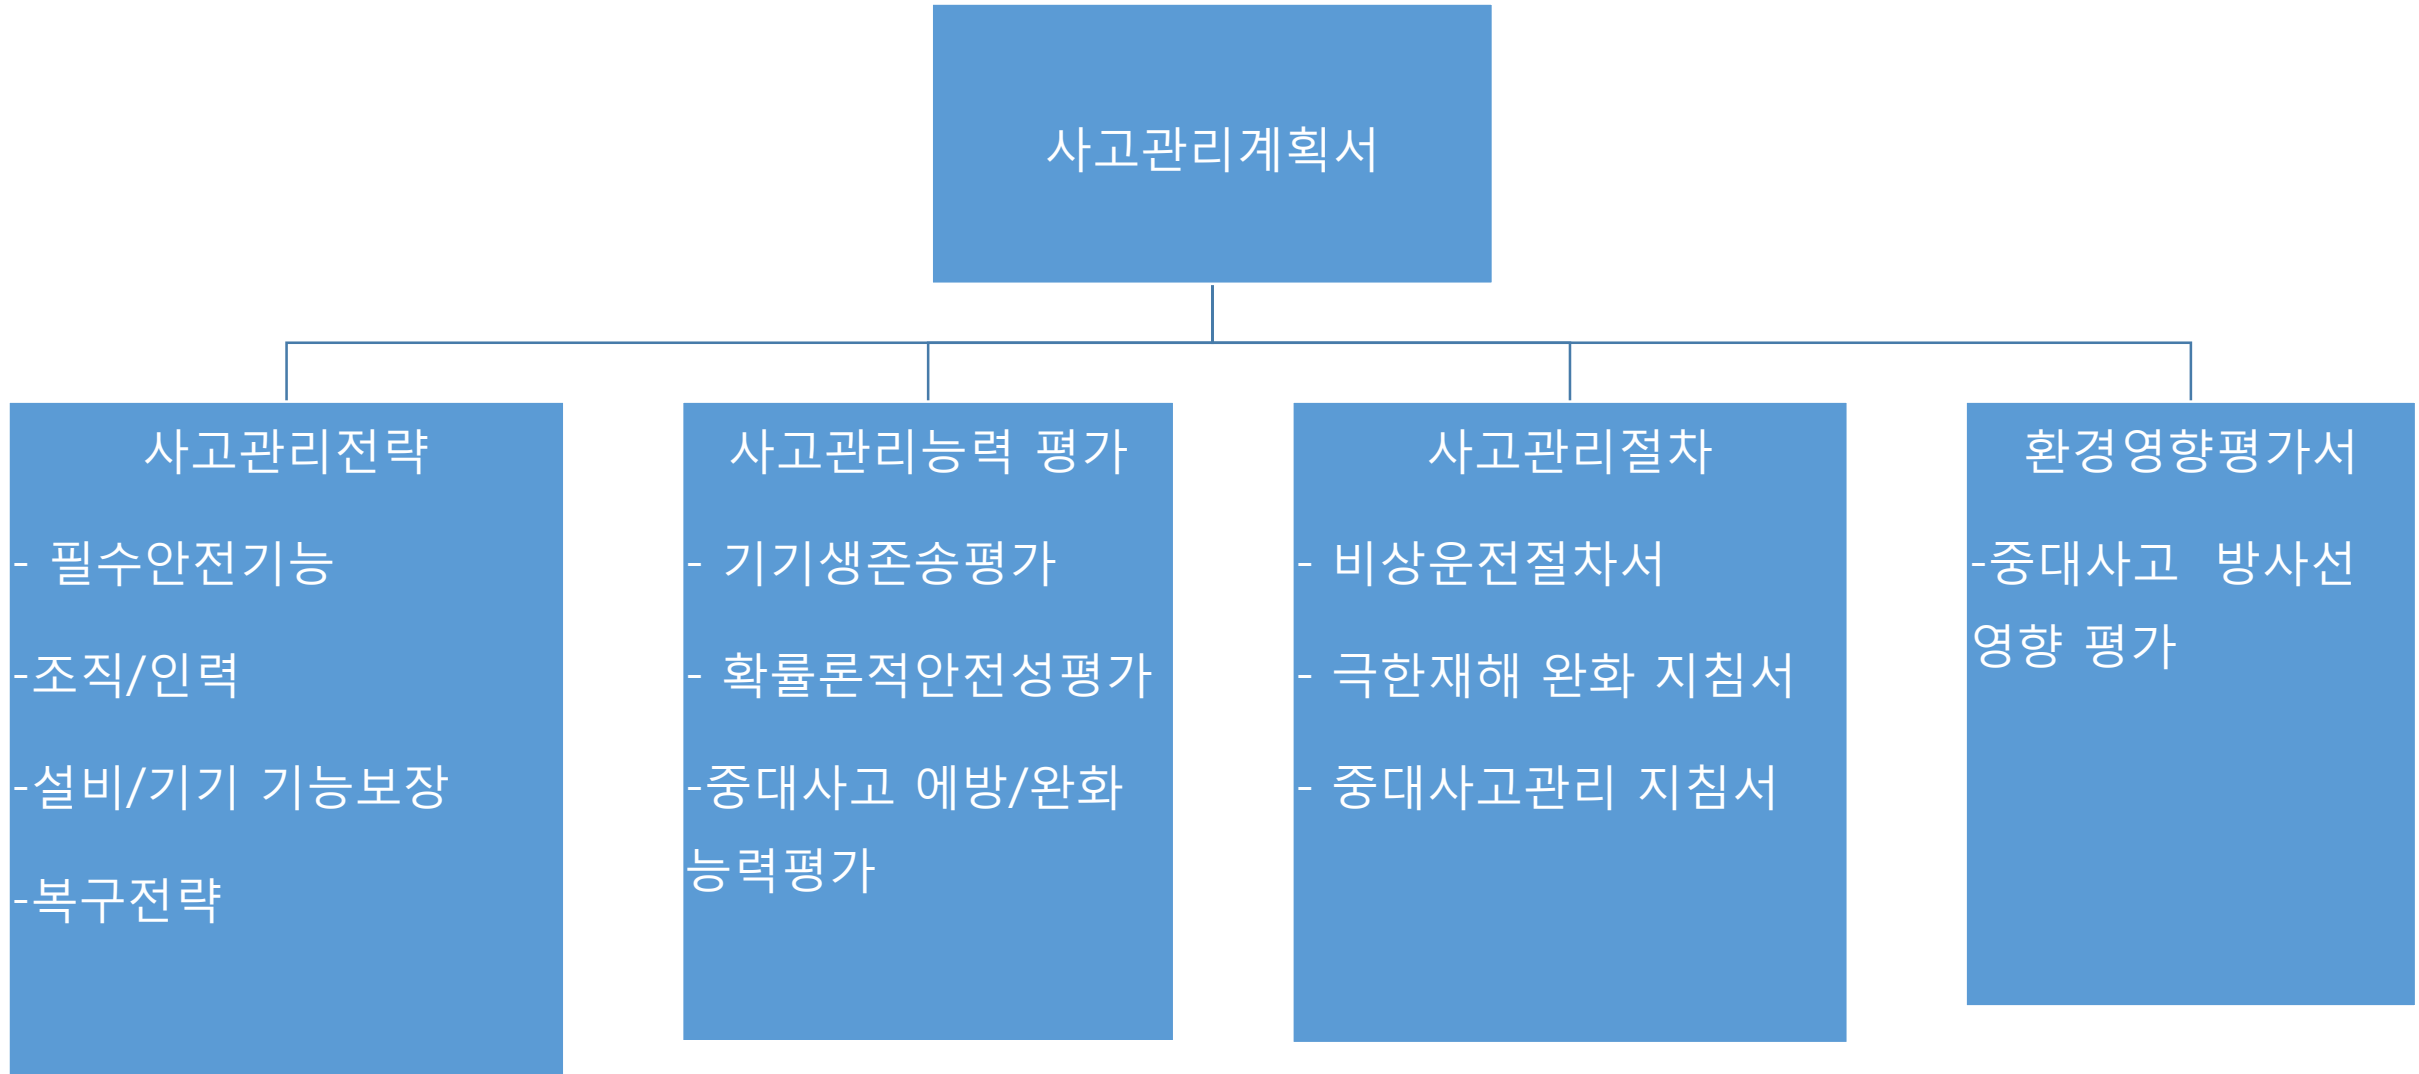 사고관리계획서
사고관리전략
- 필수안전기능
-조직/인력
-설비/기기 기능보장
-복구전략
사고관리능력 평가
- 기기생존송평가
- 확률론적안전성평가
-중대사고 에방/완화
능력평가
사고관리절차
- 비상운전절차서
- 극한재해 완화 지침서
- 중대사고관리 지침서
환경영향평가서
-중대사고 방사선
영향 평가